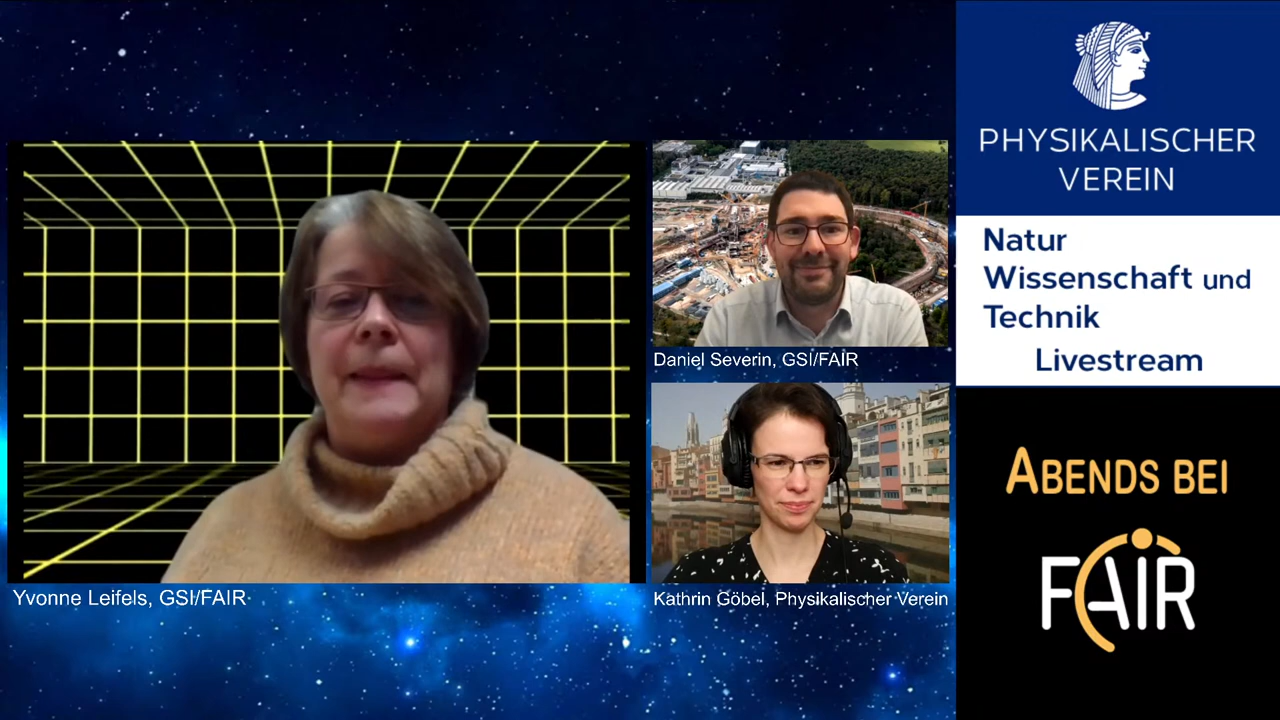 Yvonne Leifels, GSI/FAIR
Daniel Severin, GSI/FAIR
Kathrin Göbel, Physikalischer Verein
PHYSIKALISCHER
VEREIN
Natur
Wissenschaft und
Technik
Livestream
ABENDS BEI
FAIR